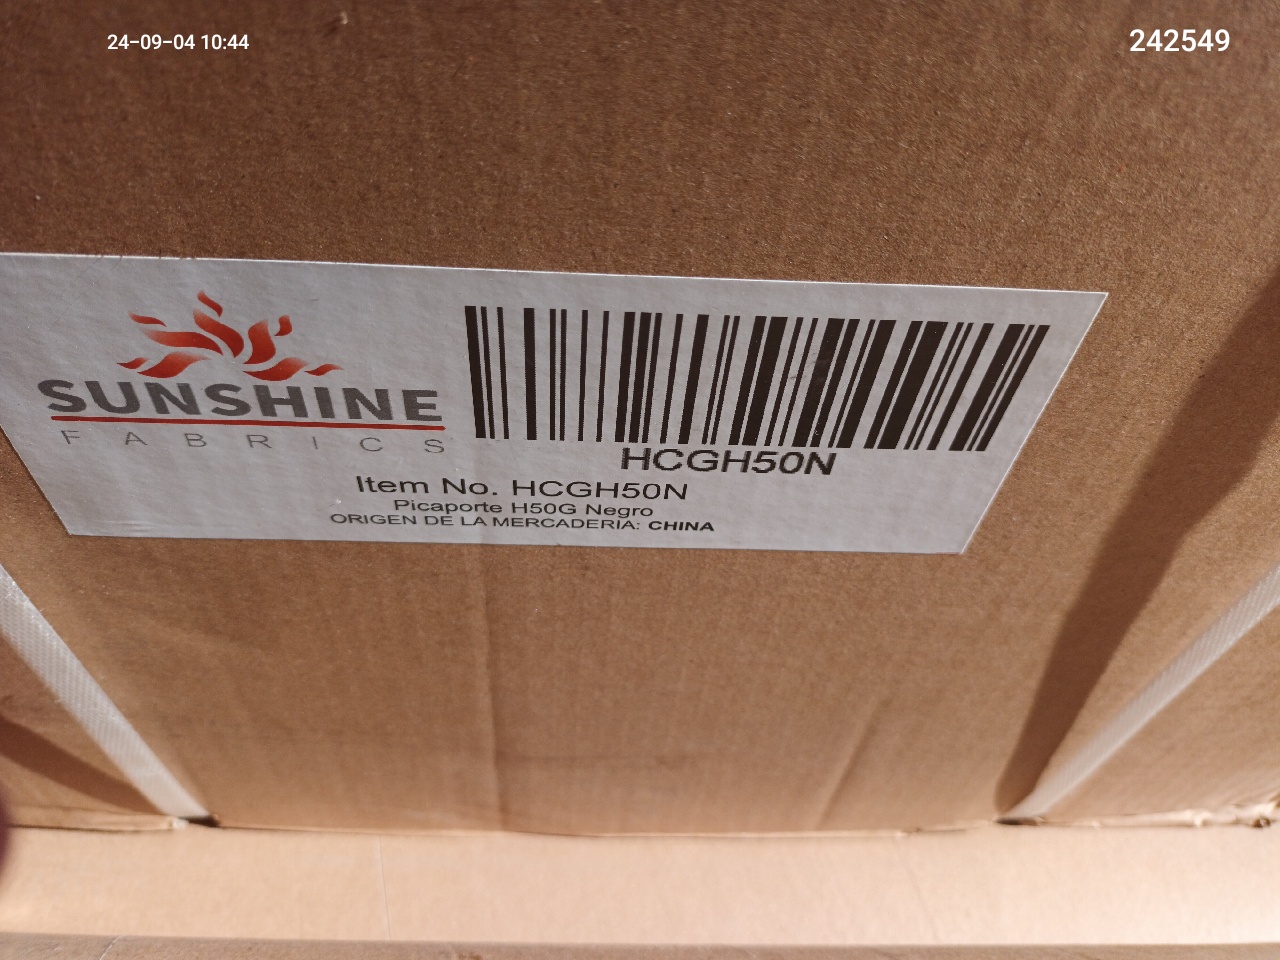 24-09-04 10:44
242549
SUNSHINE
FABRICS
HCGH50N
Item No. HCGH50N
Picaporte H50G Negro
ORIGEN DE LA MERCADERIA: CHINA